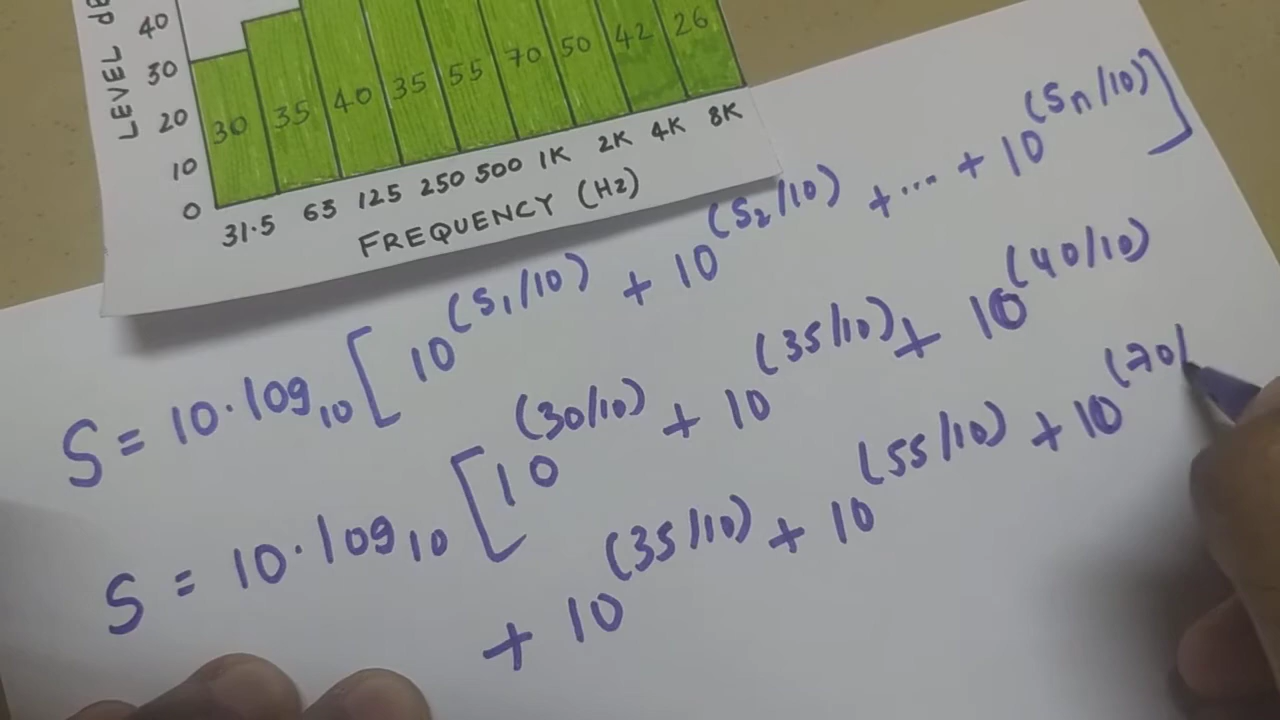 LEVEL dB
40
30
20
10
0
30 35 40 35 55 70 50 42 26
31.5 63 125 250 500 1K 2K 4K 8K
FREQUENCY (Hz)
S = 10.log10 [ 10^(S1/10) + 10^(S2/10) + ... + 10^(Sn/10) ]
S = 10.log10 [ 10^(30/10) + 10^(35/10) + 10^(40/10)
+ 10^(35/10) + 10^(55/10) + 10^(70/